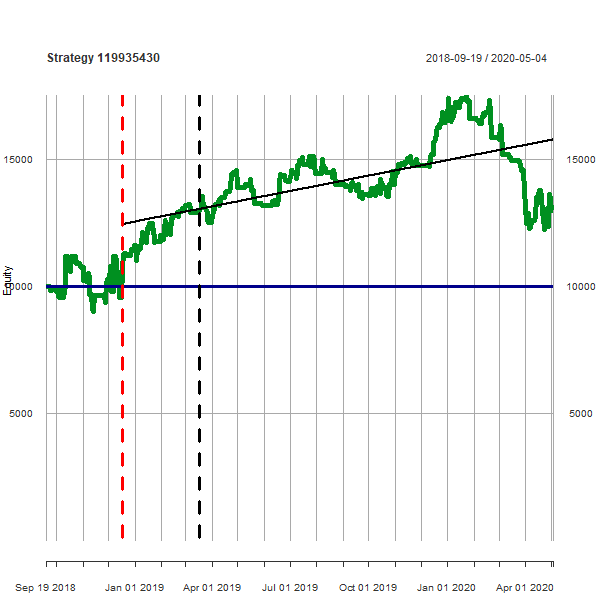 Strategy 119935430
2018-09-19 / 2020-05-04
15000
15000
Equity
10000
10000
5000
5000
Sep 19 2018
Jan 01 2019
Apr 01 2019
Jul 01 2019
Oct 01 2019
Jan 01 2020
Apr 01 2020